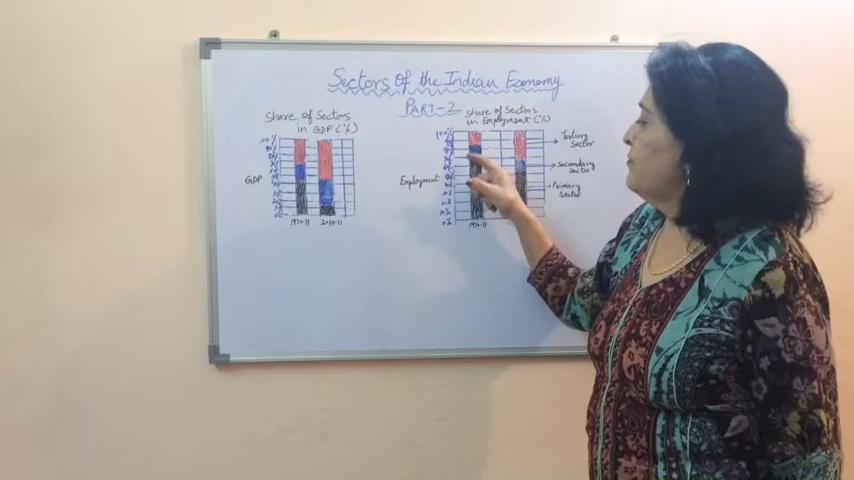 Sectors of the Indian Economy
PART-2
Share of Sectors
in GDP (%)
100%
GDP
1970-71 2010-11
Share of Sectors
in Employment (%)
100%
Employment
0%
1970-71
Tertiary
Sector
Secondary
Sector
Primary
Sector